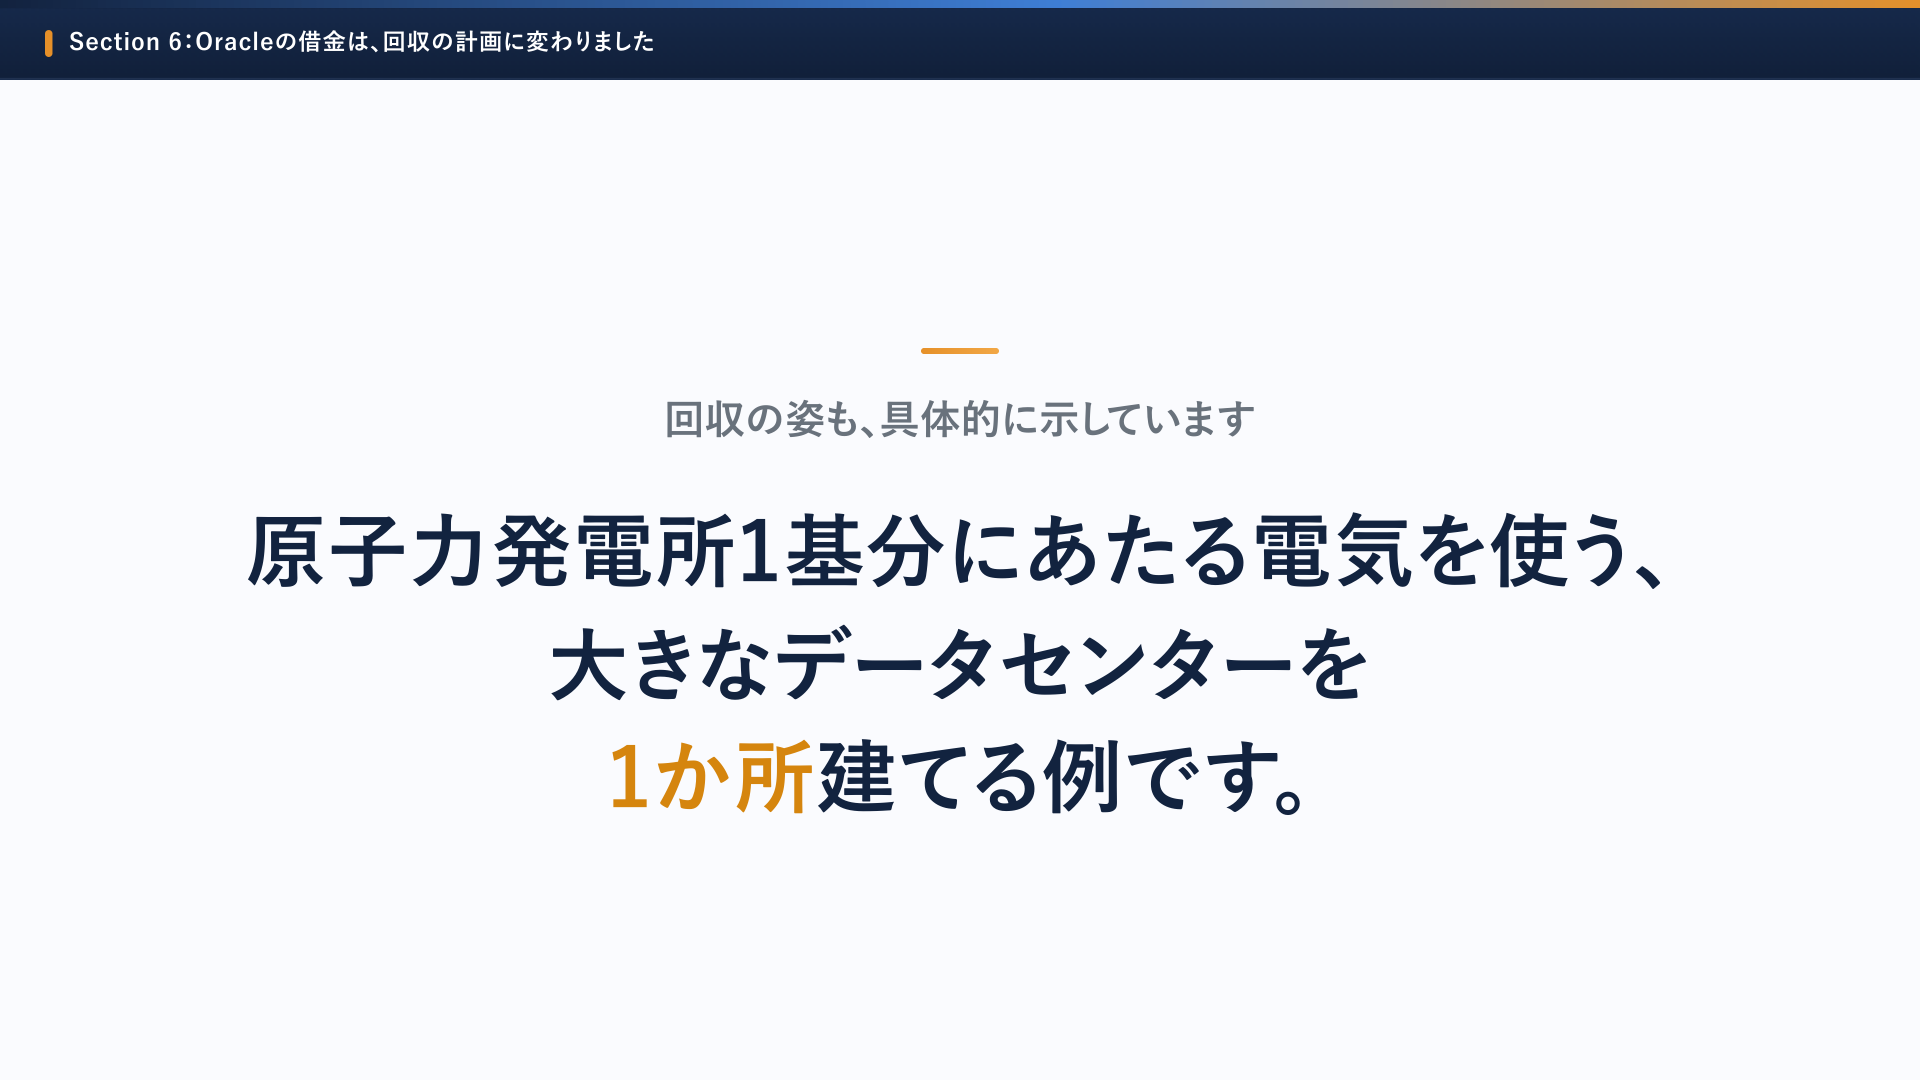 Section 6：Oracleの借金は、回収の計画に変わりました
回収の姿も、具体的に示しています
原子力発電所1基分にあたる電気を使う、
大きなデータセンターを
1か所建てる例です。